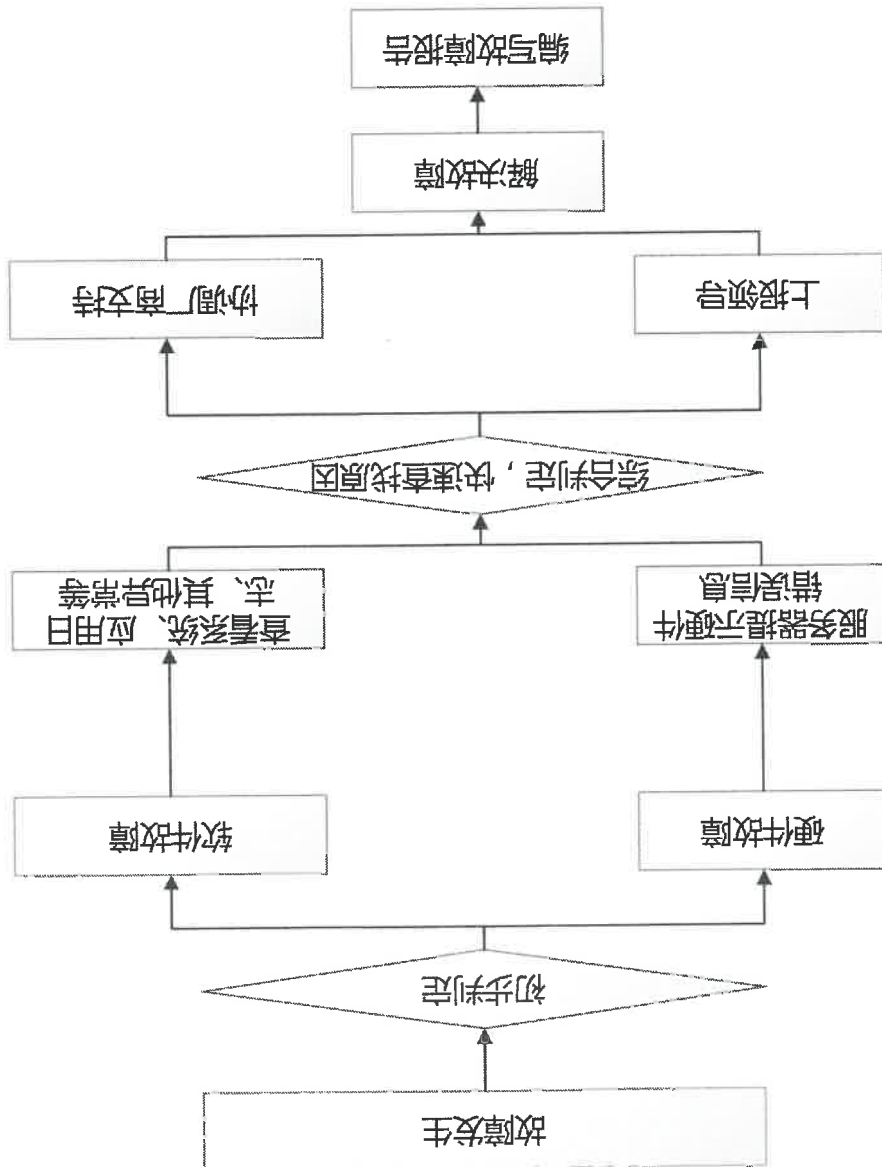 故障发生
初步判定
硬件故障
软件故障
服务器提示硬件
错误信息
查看系统、应用日
志、其他异常等
综合判定，快速查找原因
上报领导
协调厂商支持
解决故障
编写故障报告